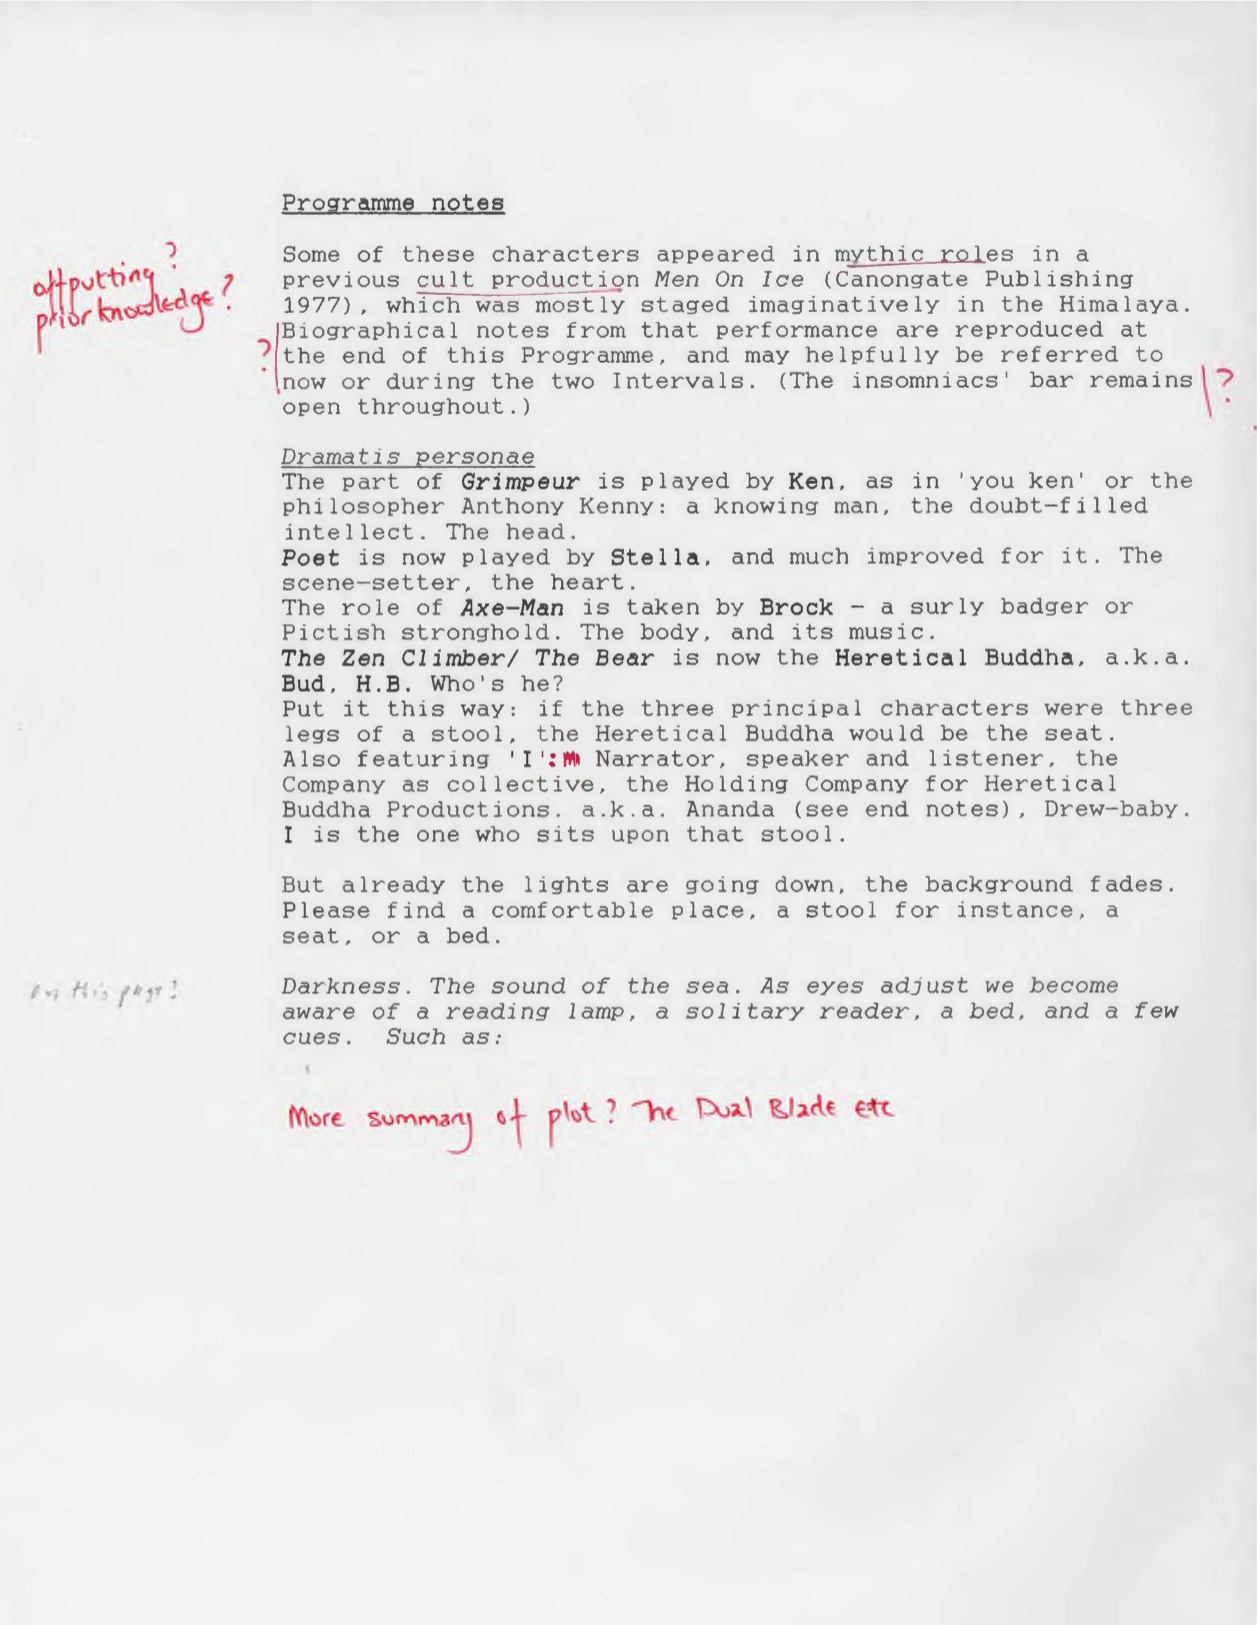 Programme notes
offputting?
prior knowledge?
Some of these characters appeared in mythic roles in a
previous cult production Men On Ice (Canongate Publishing
1977), which was mostly staged imaginatively in the Himalaya.
Biographical notes from that performance are reproduced at
?
the end of this Programme, and may helpfully be referred to
now or during the two Intervals. (The insomniacs' bar remains
?
open throughout.)
Dramatis personae
The part of Grimpeur is played by Ken, as in 'you ken' or the
philosopher Anthony Kenny: a knowing man, the doubt-filled
intellect. The head.
Poet is now played by Stella, and much improved for it. The
scene-setter, the heart.
The role of Axe-Man is taken by Brock - a surly badger or
Pictish stronghold. The body, and its music.
The Zen Climber/ The Bear is now the Heretical Buddha, a.k.a.
Bud, H.B. Who's he?
Put it this way: if the three principal characters were three
legs of a stool, the Heretical Buddha would be the seat.
Also featuring 'I': Narrator, speaker and listener, the
Company as collective, the Holding Company for Heretical
Buddha Productions. a.k.a. Ananda (see end notes), Drew-baby.
I is the one who sits upon that stool.
But already the lights are going down, the background fades.
Please find a comfortable place, a stool for instance, a
seat, or a bed.
on this page?
Darkness. The sound of the sea. As eyes adjust we become
aware of a reading lamp, a solitary reader, a bed, and a few
cues. Such as:
More summary of plot? The Dual Blade etc